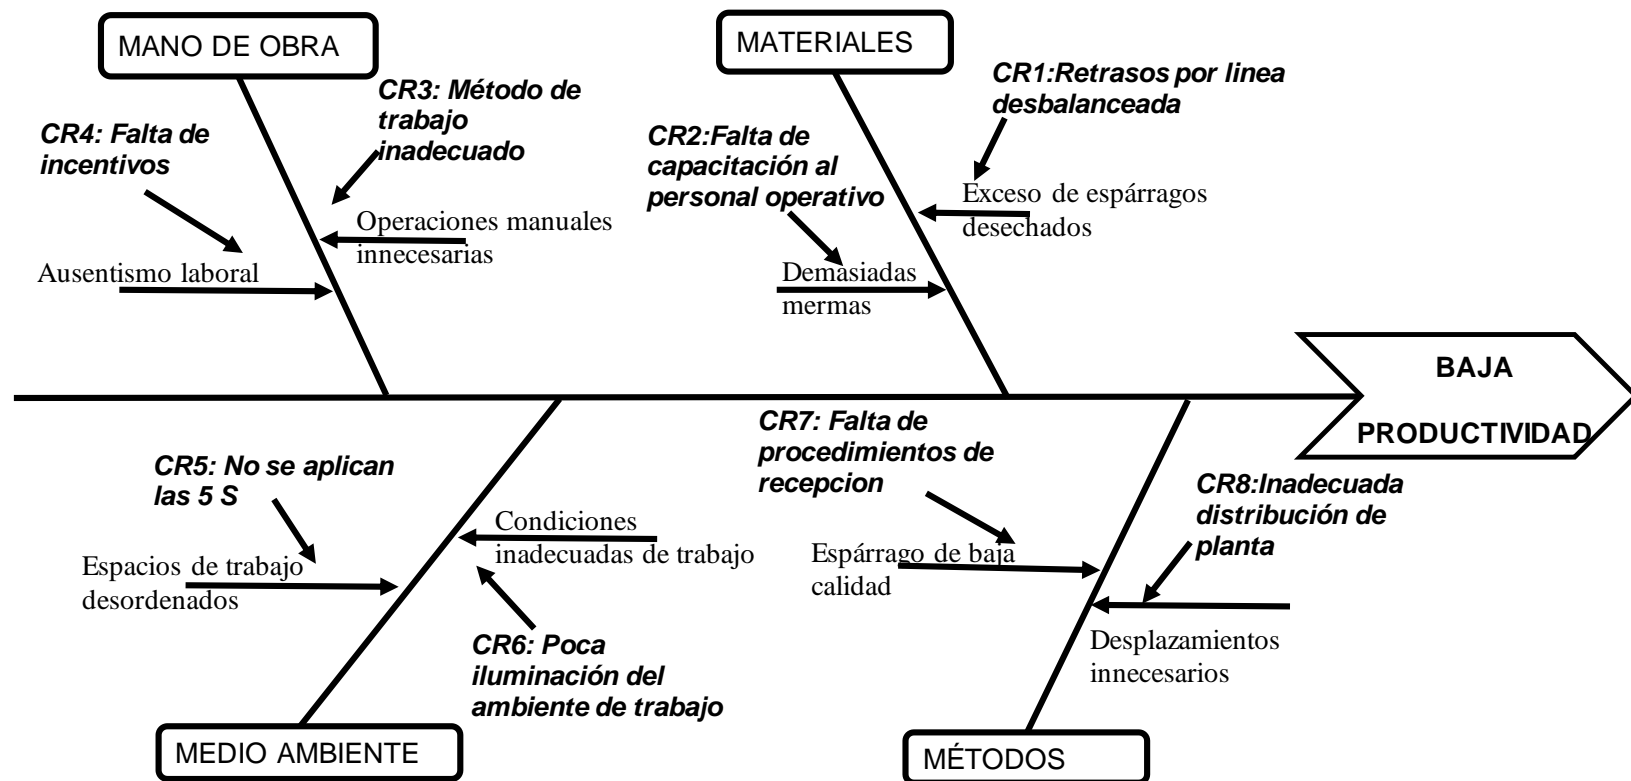 MANO DE OBRA
MATERIALES
CR3: Método de
trabajo
inadecuado
CR4: Falta de
incentivos
CR1:Retrasos por linea
desbalanceada
CR2:Falta de
capacitación al
personal operativo
Operaciones manuales
innecesarias
Ausentismo laboral
Exceso de espárragos
desechados
Demasiadas
mermas
BAJA
PRODUCTIVIDAD
CR5: No se aplican
las 5 S
Condiciones
inadecuadas de trabajo
Espacios de trabajo
desordenados
CR6: Poca
iluminación del
ambiente de trabajo
CR7: Falta de
procedimientos de
recepcion
CR8:Inadecuada
distribución de
planta
Espárrago de baja
calidad
Desplazamientos
innecesarios
MEDIO AMBIENTE
MÉTODOS